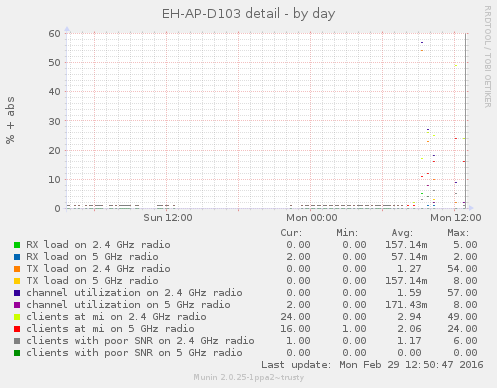 EH-AP-D103 detail - by day
RRDTOOL / TOBI OETIKER
% + abs
60
50
40
30
20
10
0
Sun 12:00 Mon 00:00 Mon 12:00
Cur: Min: Avg: Max:
RX load on 2.4 GHz radio 0.00 0.00 157.14m 5.00
RX load on 5 GHz radio 2.00 0.00 57.14m 2.00
TX load on 2.4 GHz radio 0.00 0.00 1.27 54.00
TX load on 5 GHz radio 0.00 0.00 157.14m 8.00
channel utilization on 2.4 GHz radio 0.00 0.00 1.59 57.00
channel utilization on 5 GHz radio 2.00 0.00 171.43m 8.00
clients at mi on 2.4 GHz radio 24.00 0.00 2.94 49.00
clients at mi on 5 GHz radio 16.00 1.00 2.06 24.00
clients with poor SNR on 2.4 GHz radio 1.00 0.00 1.17 6.00
clients with poor SNR on 5 GHz radio 0.00 0.00 0.00 0.00
Last update: Mon Feb 29 12:50:47 2016
Munin 2.0.25-1ppa2~trusty